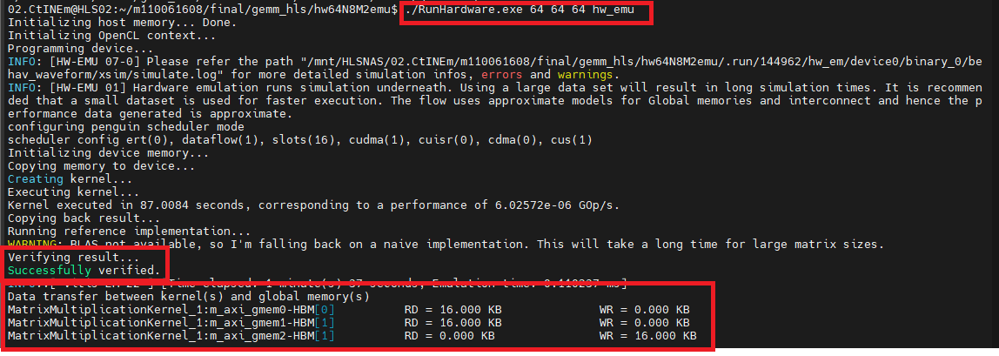 02.CtINEm@HLS02:~/m110061608/final/gemm_hls/hw64N8M2emu$ ./RunHardware.exe 64 64 64 hw_emu
Initializing host memory... Done.
Initializing OpenCL context...
Programming device...
INFO: [HW-EMU 07-0] Please refer the path "/mnt/HLSNAS/02.CtINEm/m110061608/final/gemm_hls/hw64N8M2emu/.run/144962/hw_em/device0/binary_0/be
hav_waveform/xsim/simulate.log" for more detailed simulation infos, errors and warnings.
INFO: [HW-EMU 01] Hardware emulation runs simulation underneath. Using a large data set will result in long simulation times. It is recommen
ded that a small dataset is used for faster execution. The flow uses approximate models for Global memories and interconnect and hence the p
erformance data generated is approximate.
configuring penguin scheduler mode
scheduler config ert(0), dataflow(1), slots(16), cudma(1), cuisr(0), cdma(0), cus(1)
Initializing device memory...
Copying memory to device...
Creating kernel...
Executing kernel...
Kernel executed in 87.0084 seconds, corresponding to a performance of 6.02572e-06 GOp/s.
Copying back result...
Running reference implementation...
WARNING: BLAS not available, so I'm falling back on a naive implementation. This will take a long time for large matrix sizes.
Verifying result...
Successfully verified.
[Time elapsed: 1 minute(s) 37 seconds, Emulation time: 0.110237 ms]
Data transfer between kernel(s) and global memory(s)
MatrixMultiplicationKernel_1:m_axi_gmem0-HBM[0] RD = 16.000 KB WR = 0.000 KB
MatrixMultiplicationKernel_1:m_axi_gmem1-HBM[1] RD = 16.000 KB WR = 0.000 KB
MatrixMultiplicationKernel_1:m_axi_gmem2-HBM[1] RD = 0.000 KB WR = 16.000 KB